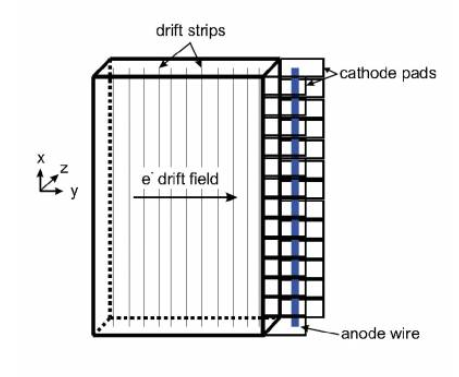 drift strips
cathode pads
x
z
y
e- drift field
anode wire